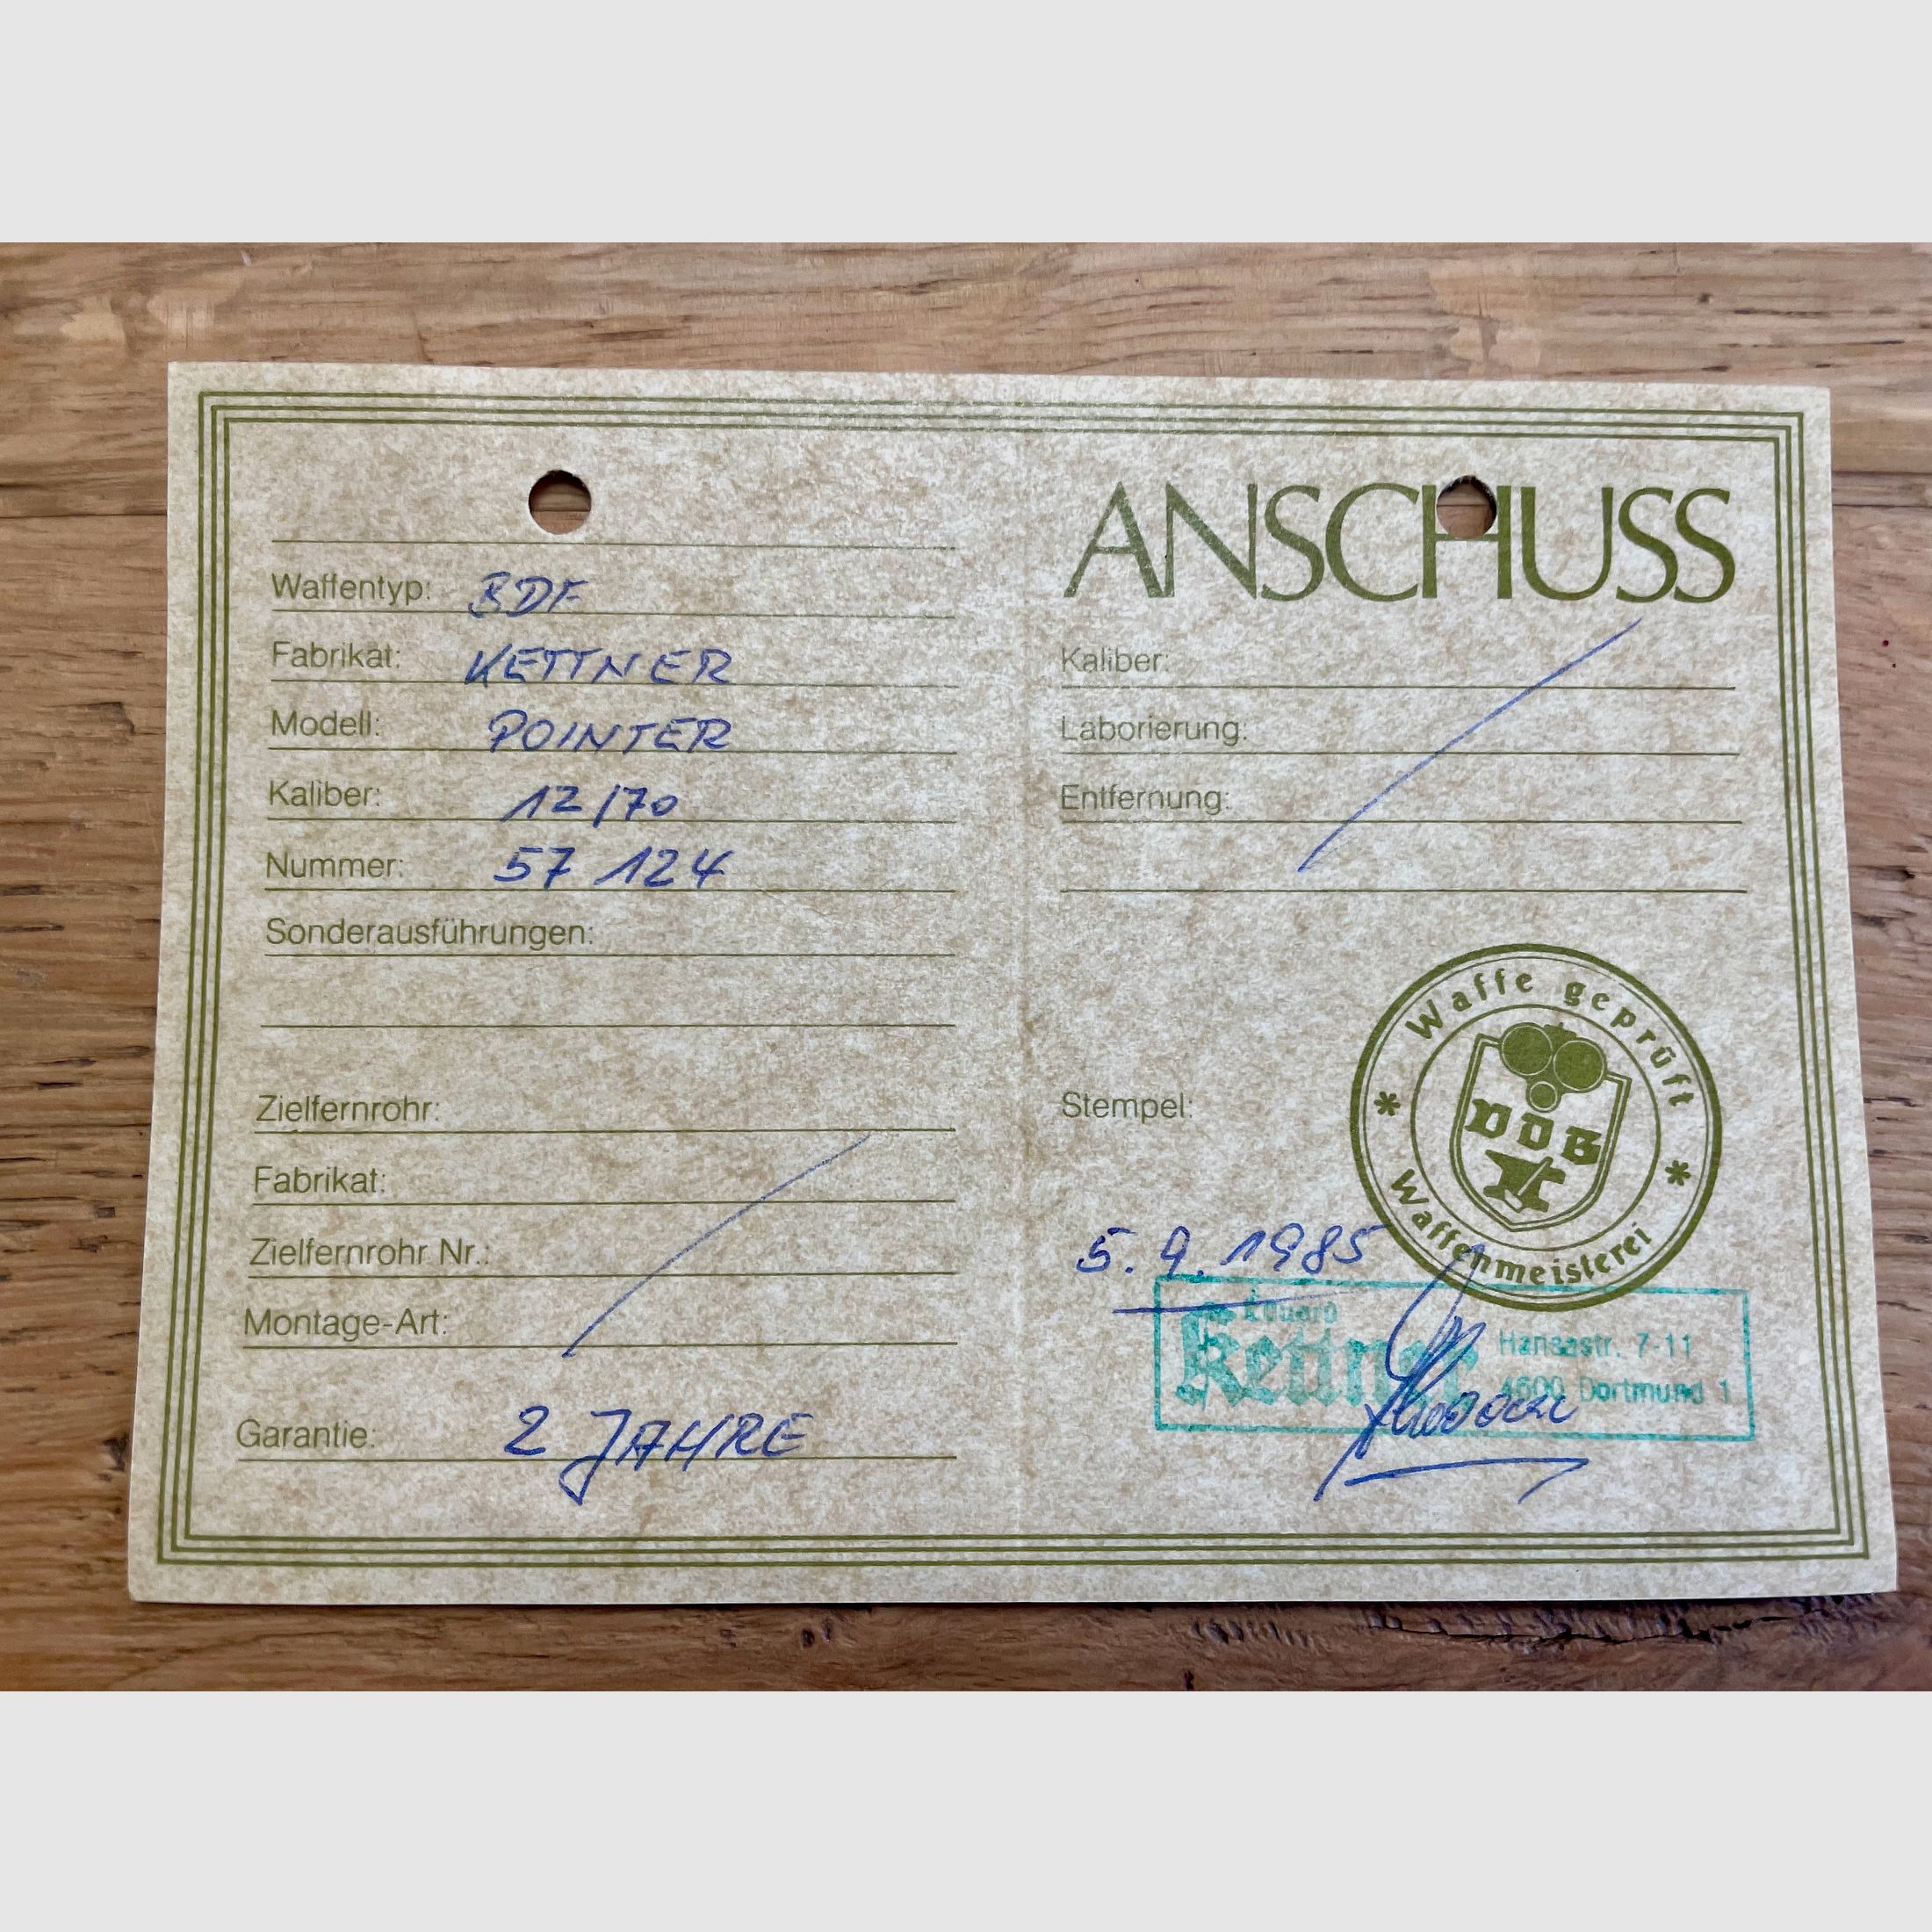 Waffentyp: BDF
Fabrikat: KETTNER
Modell: POINTER
Kaliber: 12/70
Nummer: 57 124
Sonderausführungen:
Zielfernrohr:
Fabrikat:
Zielfernrohr Nr.:
Montage-Art:
Garantie: 2 JAHRE
ANSCHUSS
Kaliber:
Laborierung:
Entfernung:
Waffe geprüft
VDB
* Waffenmeisterei *
Stempel:
5. 9. 1985
Eduard
Kettner
Hansastr. 7-11
4600 Dortmund 1